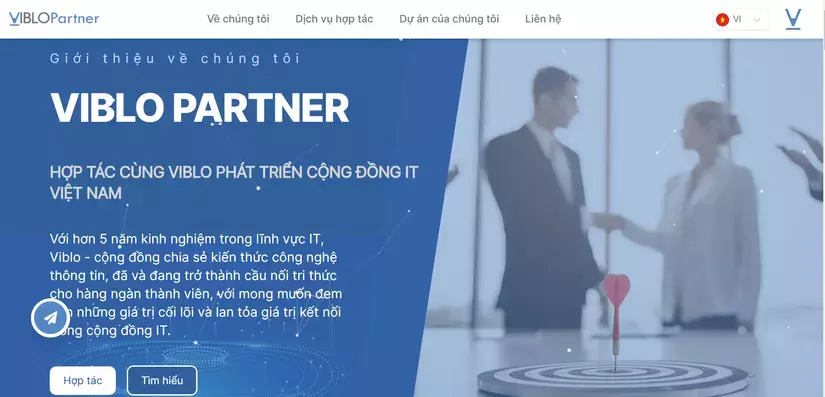 VIBLOPartner
Về chúng tôi
Dịch vụ hợp tác
Dự án của chúng tôi
Liên hệ
VI
Giới thiệu về chúng tôi
VIBLO PARTNER
HỢP TÁC CÙNG VIBLO PHÁT TRIỂN CỘNG ĐỒNG IT
VIỆT NAM
Với hơn 5 năm kinh nghiệm trong lĩnh vực IT,
Viblo - cộng đồng chia sẻ kiến thức công nghệ
thông tin, đã và đang trở thành cầu nối tri thức
cho hàng ngàn thành viên, với mong muốn đem
những giá trị cối lõi và lan tỏa giá trị kết nối
cộng đồng IT.
Hợp tác
Tìm hiểu